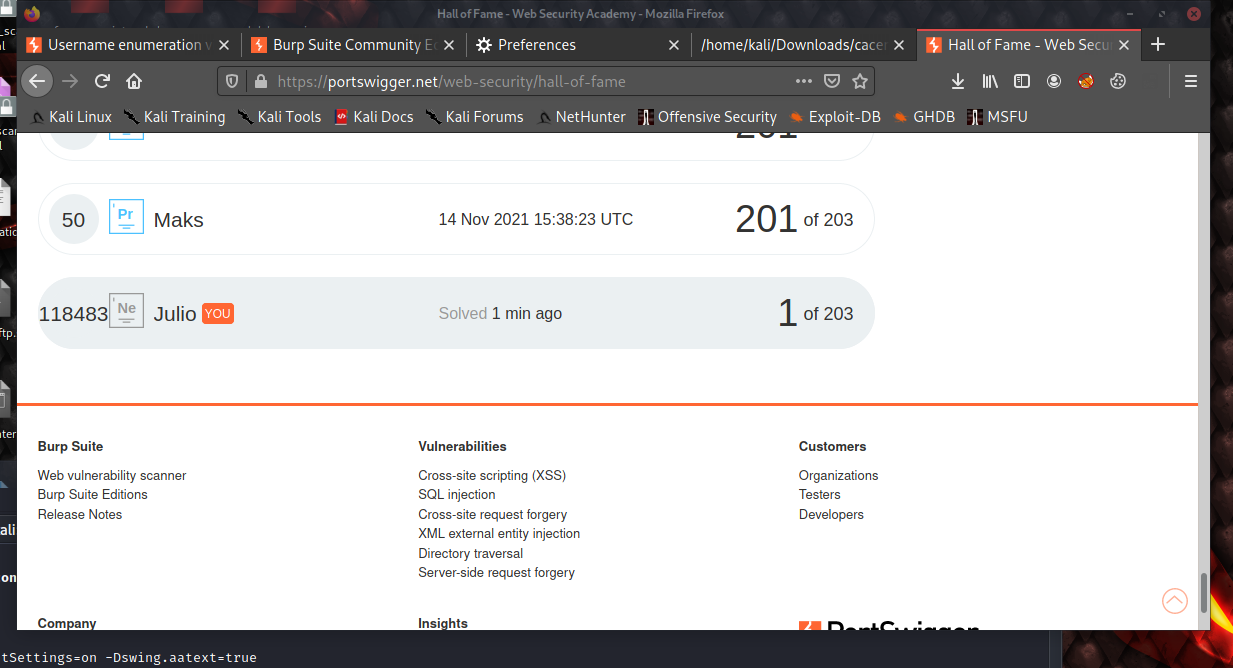 Hall of Fame - Web Security Academy - Mozilla Firefox
Username enumeration Burp Suite Community Preferences /home/kali/Downloads/cacer Hall of Fame - Web Secur
https://portswigger.net/web-security/hall-of-fame
Kali Linux Kali Training Kali Tools Kali Docs Kali Forums NetHunter Offensive Security Exploit-DB GHDB MSFU
201
50 Pr Maks 14 Nov 2021 15:38:23 UTC 201 of 203
118483 Ne Julio YOU Solved 1 min ago 1 of 203
Burp Suite
Web vulnerability scanner
Burp Suite Editions
Release Notes
Vulnerabilities
Cross-site scripting (XSS)
SQL injection
Cross-site request forgery
XML external entity injection
Directory traversal
Server-side request forgery
Customers
Organizations
Testers
Developers
Company
Insights
PortSwigger
tSettings=on -Dswing.aatext=true